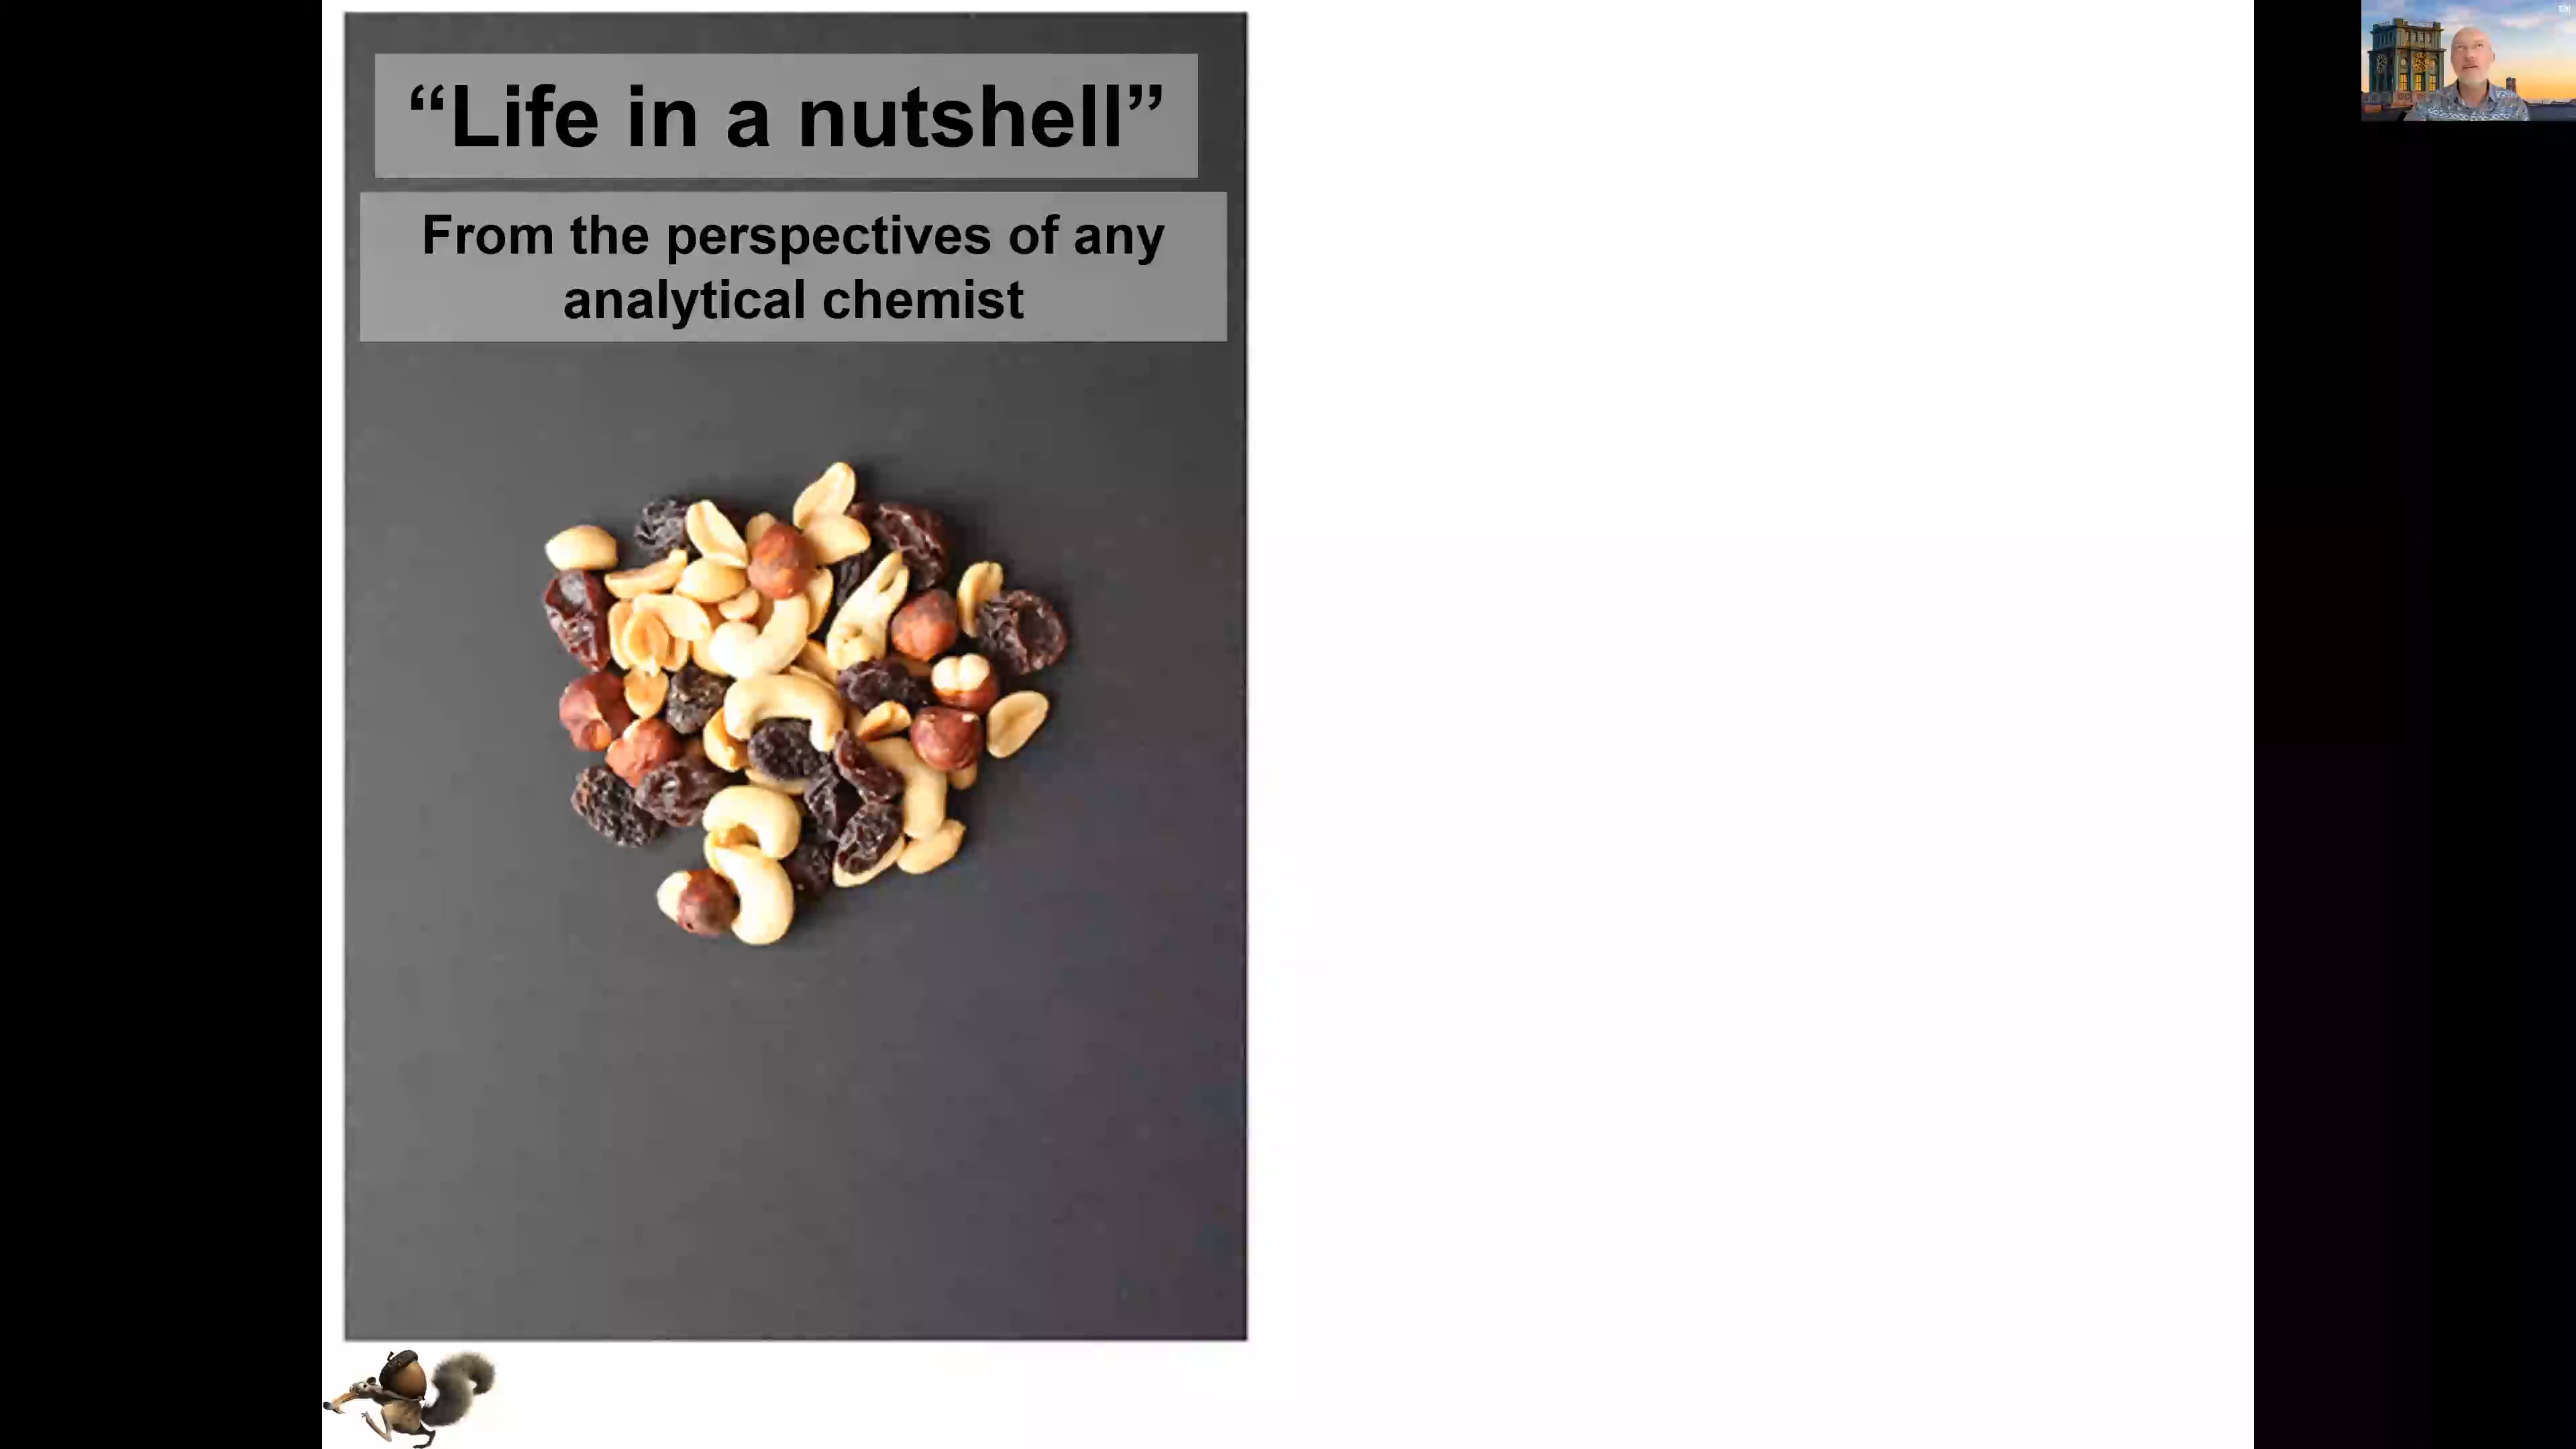 “Life in a nutshell”
From the perspectives of any
analytical chemist